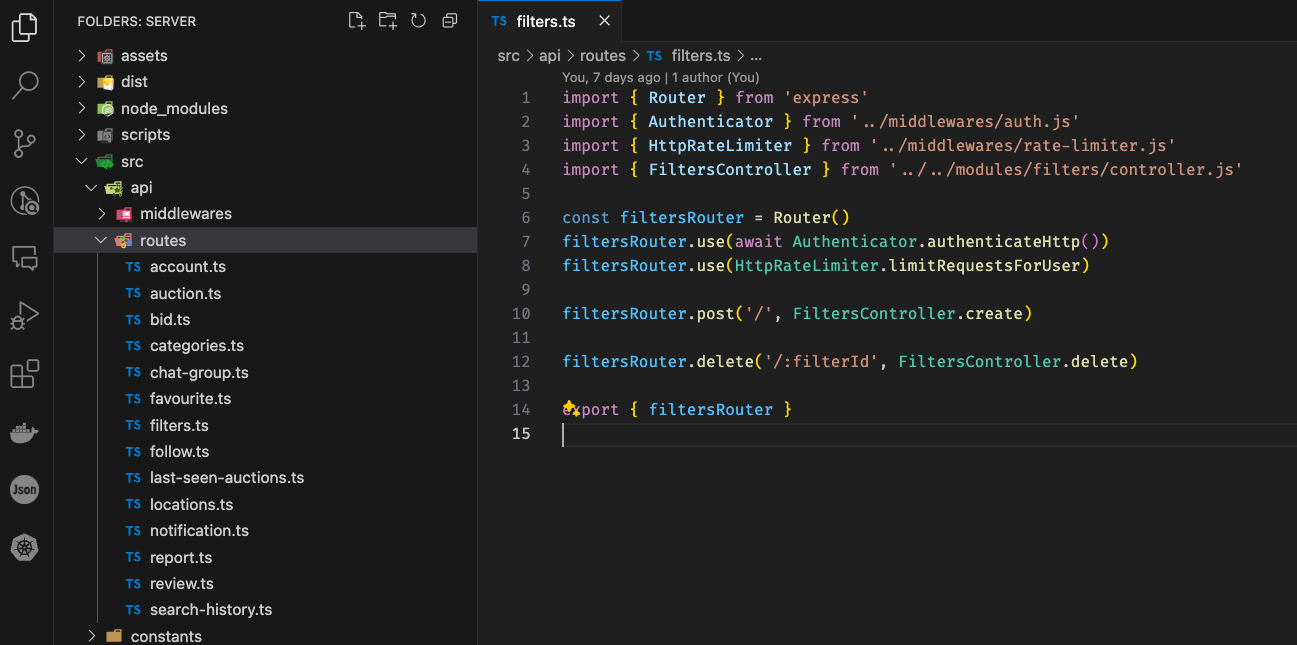 FOLDERS: SERVER
assets
dist
node_modules
scripts
src
api
middlewares
routes
TS account.ts
TS auction.ts
TS bid.ts
TS categories.ts
TS chat-group.ts
TS favourite.ts
TS filters.ts
TS follow.ts
TS last-seen-auctions.ts
TS locations.ts
TS notification.ts
TS report.ts
TS review.ts
TS search-history.ts
constants
Json
TS filters.ts
src > api > routes > TS filters.ts > ...
You, 7 days ago | 1 author (You)
1 import { Router } from 'express'
2 import { Authenticator } from '../middlewares/auth.js'
3 import { HttpRateLimiter } from '../middlewares/rate-limiter.js'
4 import { FiltersController } from '../../modules/filters/controller.js'
5
6 const filtersRouter = Router()
7 filtersRouter.use(await Authenticator.authenticateHttp())
8 filtersRouter.use(HttpRateLimiter.limitRequestsForUser)
9
10 filtersRouter.post('/', FiltersController.create)
11
12 filtersRouter.delete('/:filterId', FiltersController.delete)
13
14 export { filtersRouter }
15